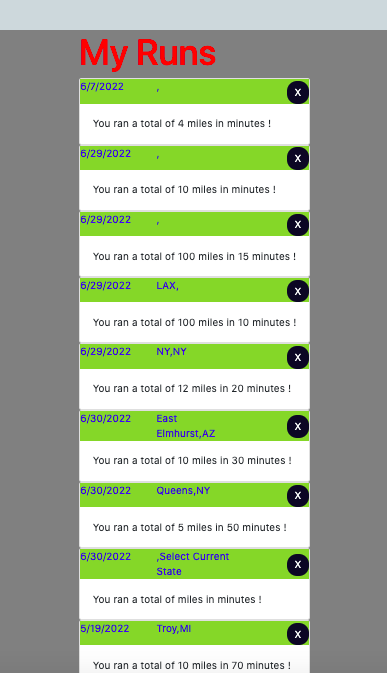 My Runs
6/7/2022 , X
You ran a total of 4 miles in minutes !
6/29/2022 , X
You ran a total of 10 miles in minutes !
6/29/2022 , X
You ran a total of 100 miles in 15 minutes !
6/29/2022 LAX, X
You ran a total of 100 miles in 10 minutes !
6/29/2022 NY,NY X
You ran a total of 12 miles in 20 minutes !
6/30/2022 East X
Elmhurst,AZ
You ran a total of 10 miles in 30 minutes !
6/30/2022 Queens,NY X
You ran a total of 5 miles in 50 minutes !
6/30/2022 ,Select Current X
State
You ran a total of miles in minutes !
5/19/2022 Troy,MI X
You ran a total of 10 miles in 70 minutes !